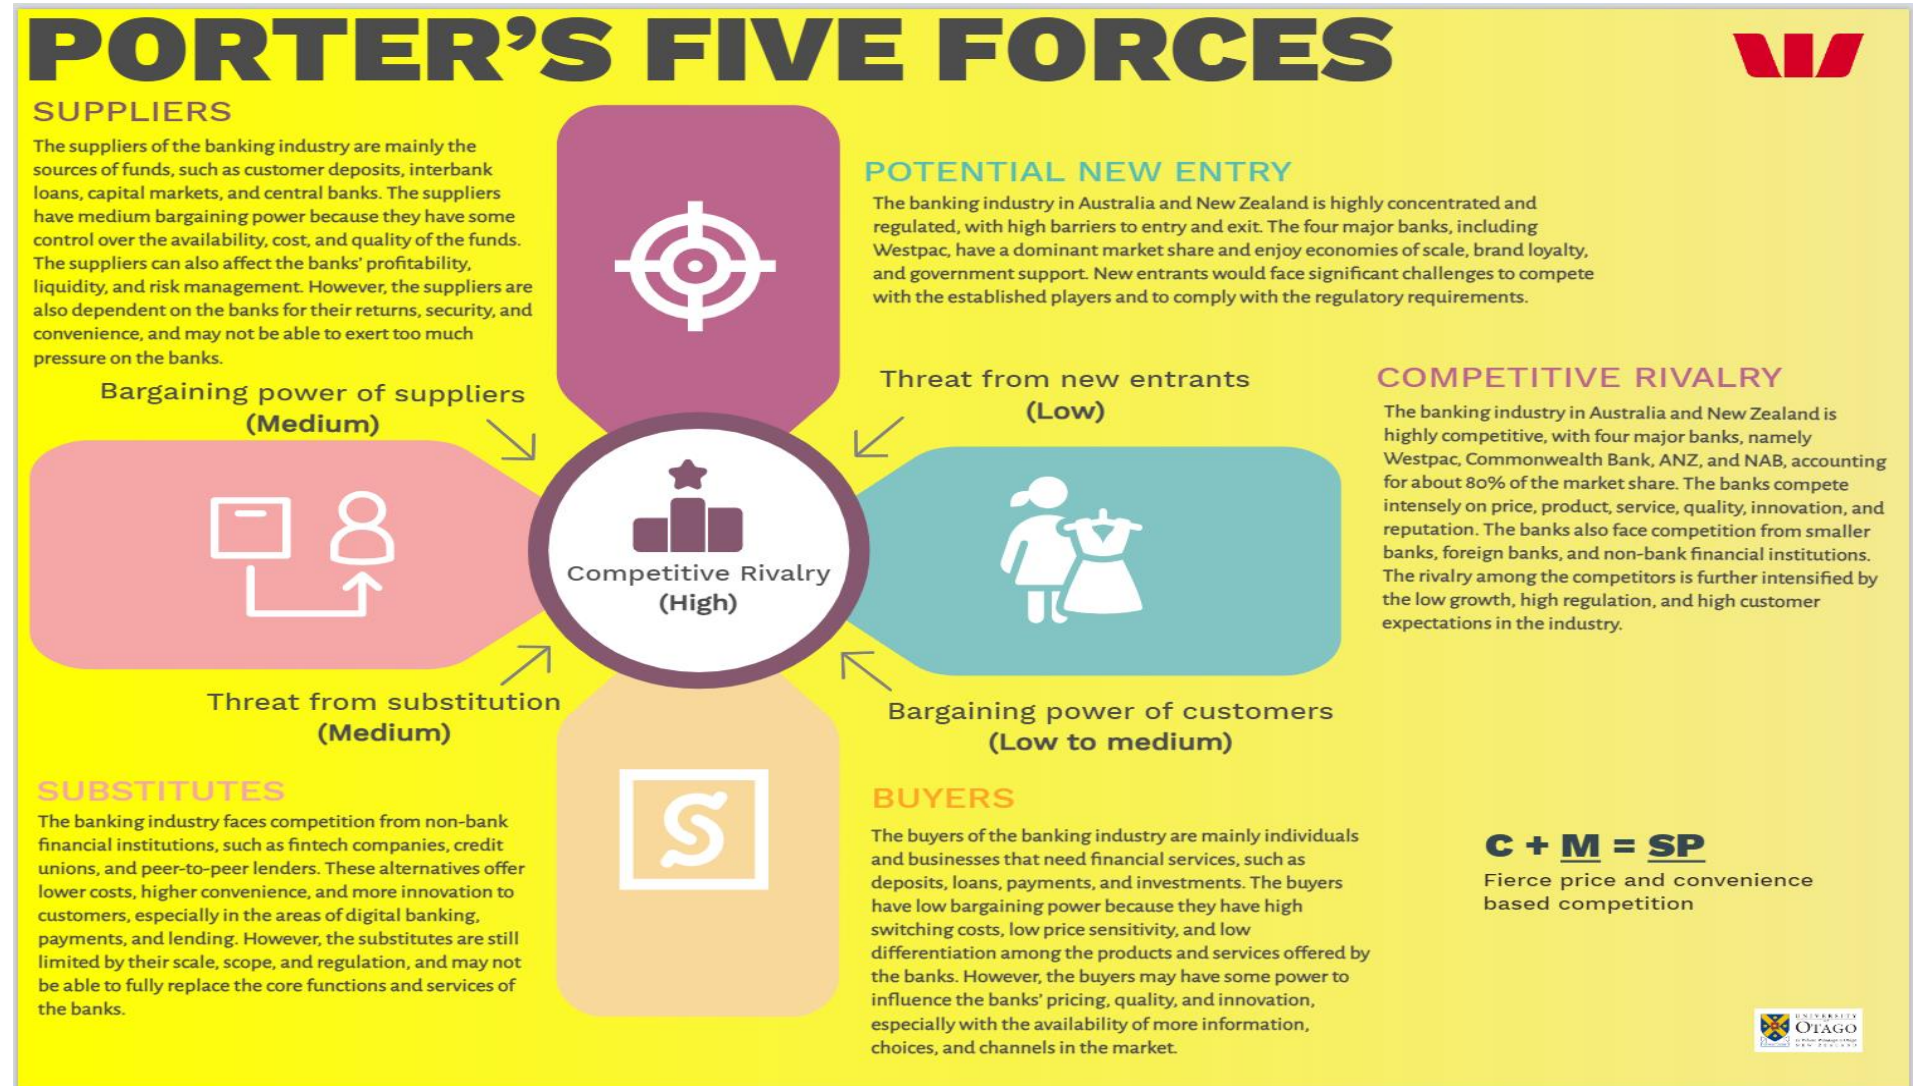 PORTER'S FIVE FORCES
SUPPLIERS
The suppliers of the banking industry are mainly the
sources of funds, such as customer deposits, interbank
loans, capital markets, and central banks. The suppliers
have medium bargaining power because they have some
control over the availability, cost, and quality of the funds.
The suppliers can also affect the banks' profitability,
liquidity, and risk management. However, the suppliers are
also dependent on the banks for their returns, security, and
convenience, and may not be able to exert too much
pressure on the banks.
Bargaining power of suppliers
(Medium)
POTENTIAL NEW ENTRY
The banking industry in Australia and New Zealand is highly concentrated and
regulated, with high barriers to entry and exit. The four major banks, including
Westpac, have a dominant market share and enjoy economies of scale, brand loyalty,
and government support. New entrants would face significant challenges to compete
with the established players and to comply with the regulatory requirements.
Threat from new entrants
(Low)
COMPETITIVE RIVALRY
The banking industry in Australia and New Zealand is
highly competitive, with four major banks, namely
Westpac, Commonwealth Bank, ANZ, and NAB, accounting
for about 80% of the market share. The banks compete
intensely on price, product, service, quality, innovation, and
reputation. The banks also face competition from smaller
banks, foreign banks, and non-bank financial institutions.
The rivalry among the competitors is further intensified by
the low growth, high regulation, and high customer
expectations in the industry.
Competitive Rivalry
(High)
Threat from substitution
(Medium)
Bargaining power of customers
(Low to medium)
SUBSTITUTES
The banking industry faces competition from non-bank
financial institutions, such as fintech companies, credit
unions, and peer-to-peer lenders. These alternatives offer
lower costs, higher convenience, and more innovation to
customers, especially in the areas of digital banking,
payments, and lending. However, the substitutes are still
limited by their scale, scope, and regulation, and may not
be able to fully replace the core functions and services of
the banks.
S
BUYERS
The buyers of the banking industry are mainly individuals
and businesses that need financial services, such as
deposits, loans, payments, and investments. The buyers
have low bargaining power because they have high
switching costs, low price sensitivity, and low
differentiation among the products and services offered by
the banks. However, the buyers may have some power to
influence the banks' pricing, quality, and innovation,
especially with the availability of more information,
choices, and channels in the market.
C + M = SP
Fierce price and convenience
based competition
UNIVERSITY
OTAGO
NEW ZEALAND